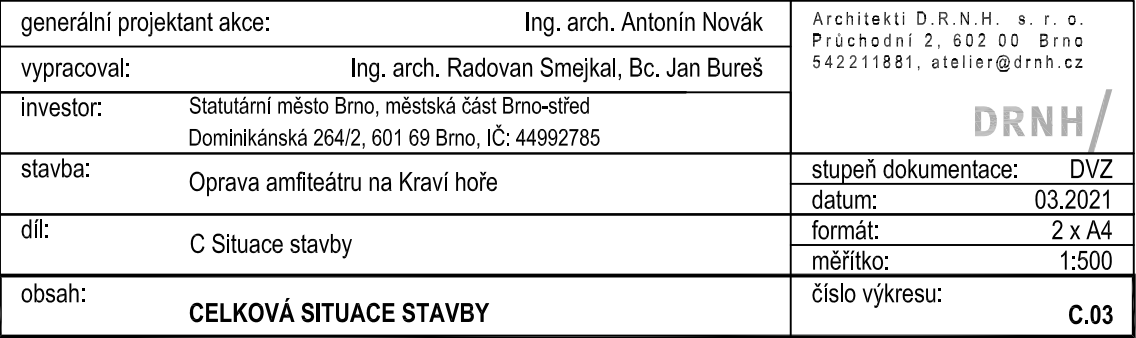 generální projektant akce: Ing. arch. Antonín Novák
vypracoval: Ing. arch. Radovan Smejkal, Bc. Jan Bureš
investor: Statutární město Brno, městská část Brno-střed
Dominikánská 264/2, 601 69 Brno, IČ: 44992785
stavba: Oprava amfiteátru na Kraví hoře
díl: C Situace stavby
obsah: CELKOVÁ SITUACE STAVBY
Architekti D.R.N.H. s. r. o.
Průchodní 2, 602 00 Brno
542211881, atelier@drnh.cz
DRNH/
stupeň dokumentace: DVZ
datum: 03.2021
formát: 2 x A4
měřítko: 1:500
číslo výkresu: C.03